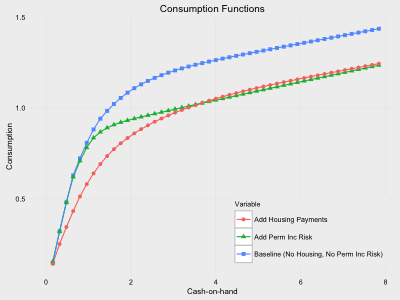 Consumption Functions
1.5
1.0
0.5
Consumption
0 2 4 6 8
Cash-on-hand
Variable
Add Housing Payments
Add Perm Inc Risk
Baseline (No Housing, No Perm Inc Risk)